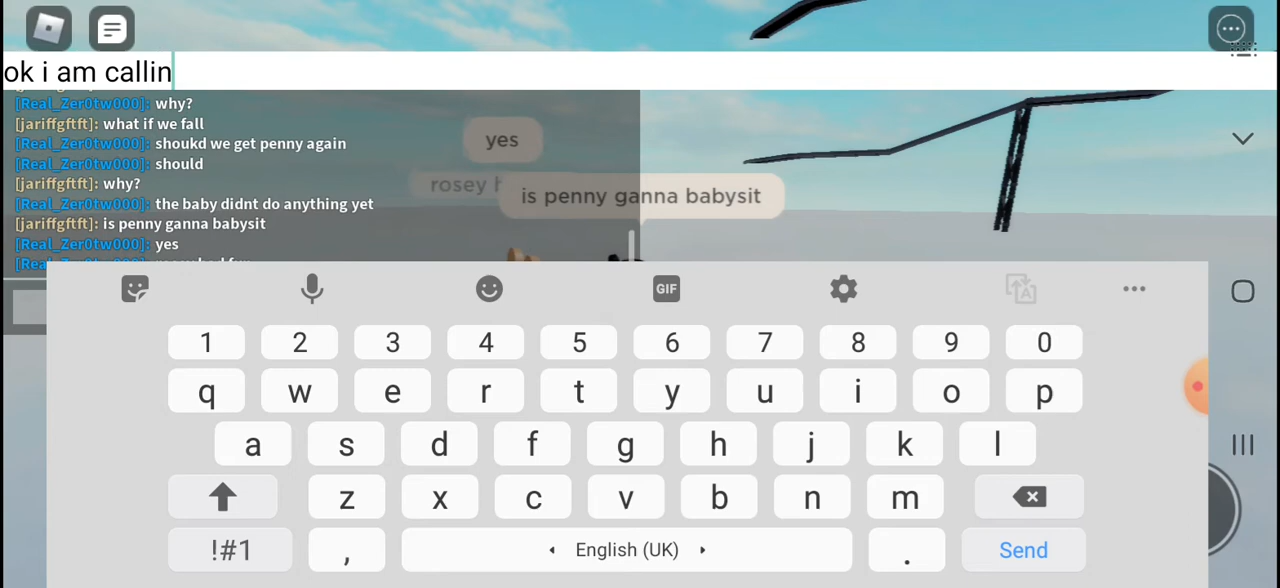 ok i am callin
[Real_Zer0tw000]: why?
[jariffgftft]: what if we fall
[Real_Zer0tw000]: shoukd we get penny again
[Real_Zer0tw000]: should
[jariffgftft]: why?
[Real_Zer0tw000]: the baby didnt do anything yet
[jariffgftft]: is penny ganna babysit
[Real_Zer0tw000]: yes
yes
rosey b
is penny ganna babysit
GIF
1 2 3 4 5 6 7 8 9 0
q w e r t y u i o p
a s d f g h j k l
z x c v b n m
!#1 , English (UK) . Send